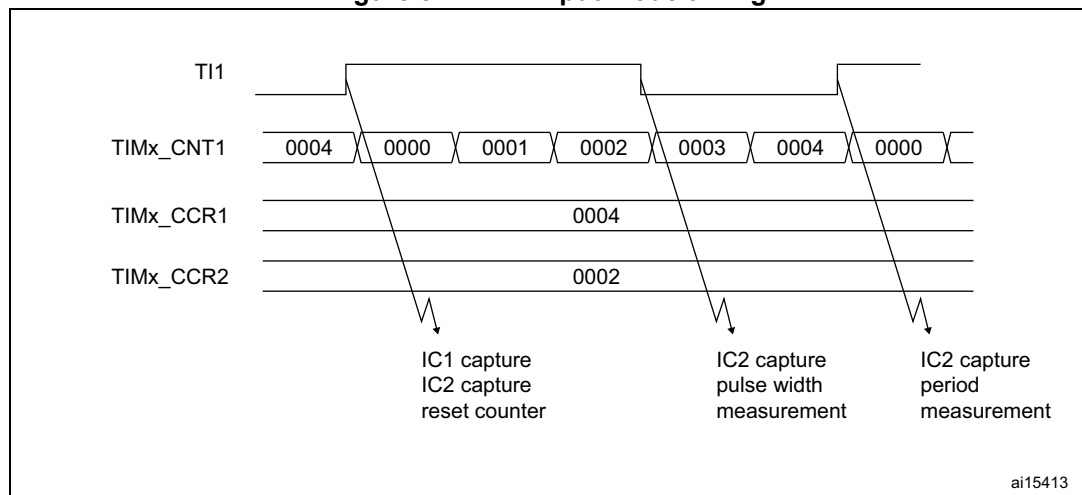 TI1
TIMx_CNT1 0004 0000 0001 0002 0003 0004 0000
TIMx_CCR1 0004
TIMx_CCR2 0002
IC1 capture
IC2 capture
reset counter
IC2 capture
pulse width
measurement
IC2 capture
period
measurement
ai15413